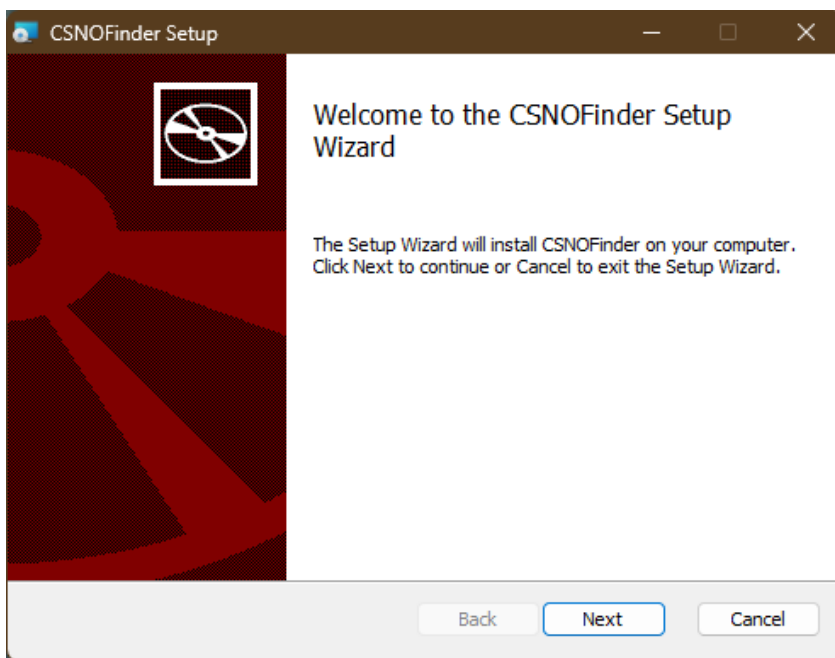 CSNOFinder Setup
Welcome to the CSNOFinder Setup
Wizard
The Setup Wizard will install CSNOFinder on your computer.
Click Next to continue or Cancel to exit the Setup Wizard.
Back Next Cancel